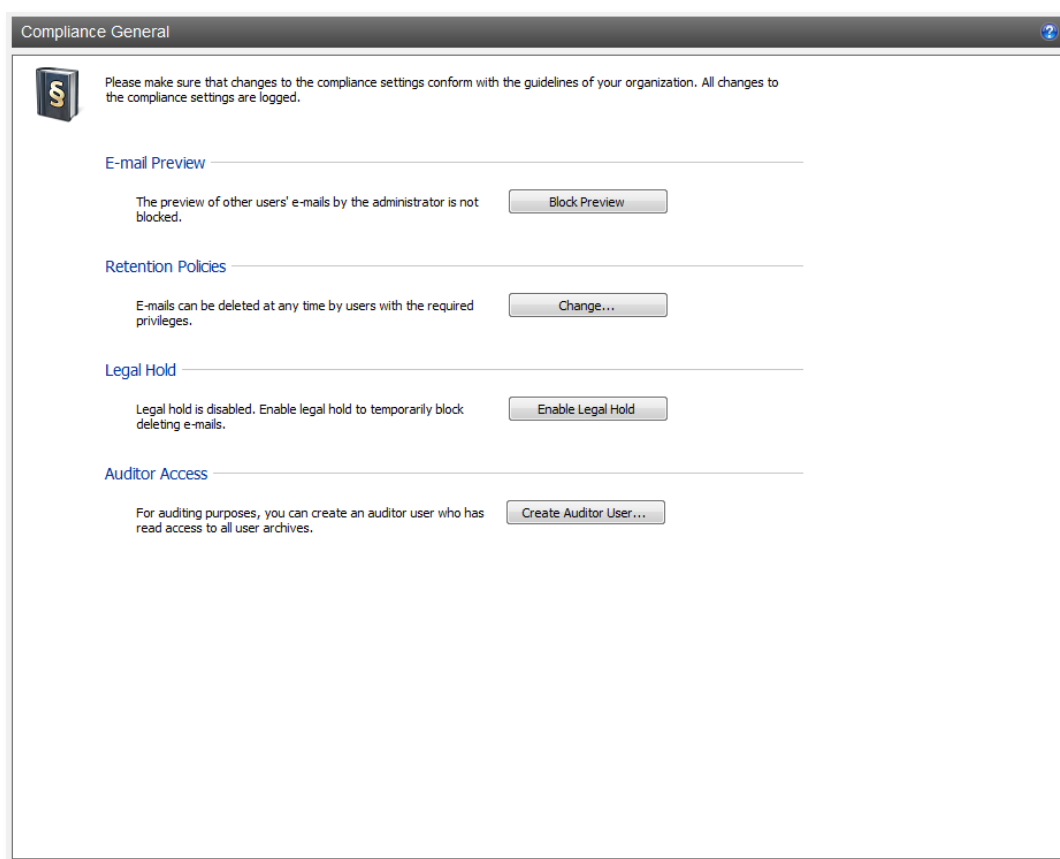 Compliance General
?
§
Please make sure that changes to the compliance settings conform with the guidelines of your organization. All changes to
the compliance settings are logged.
E-mail Preview
The preview of other users' e-mails by the administrator is not
blocked.
Block Preview
Retention Policies
E-mails can be deleted at any time by users with the required
privileges.
Change...
Legal Hold
Legal hold is disabled. Enable legal hold to temporarily block
deleting e-mails.
Enable Legal Hold
Auditor Access
For auditing purposes, you can create an auditor user who has
read access to all user archives.
Create Auditor User...